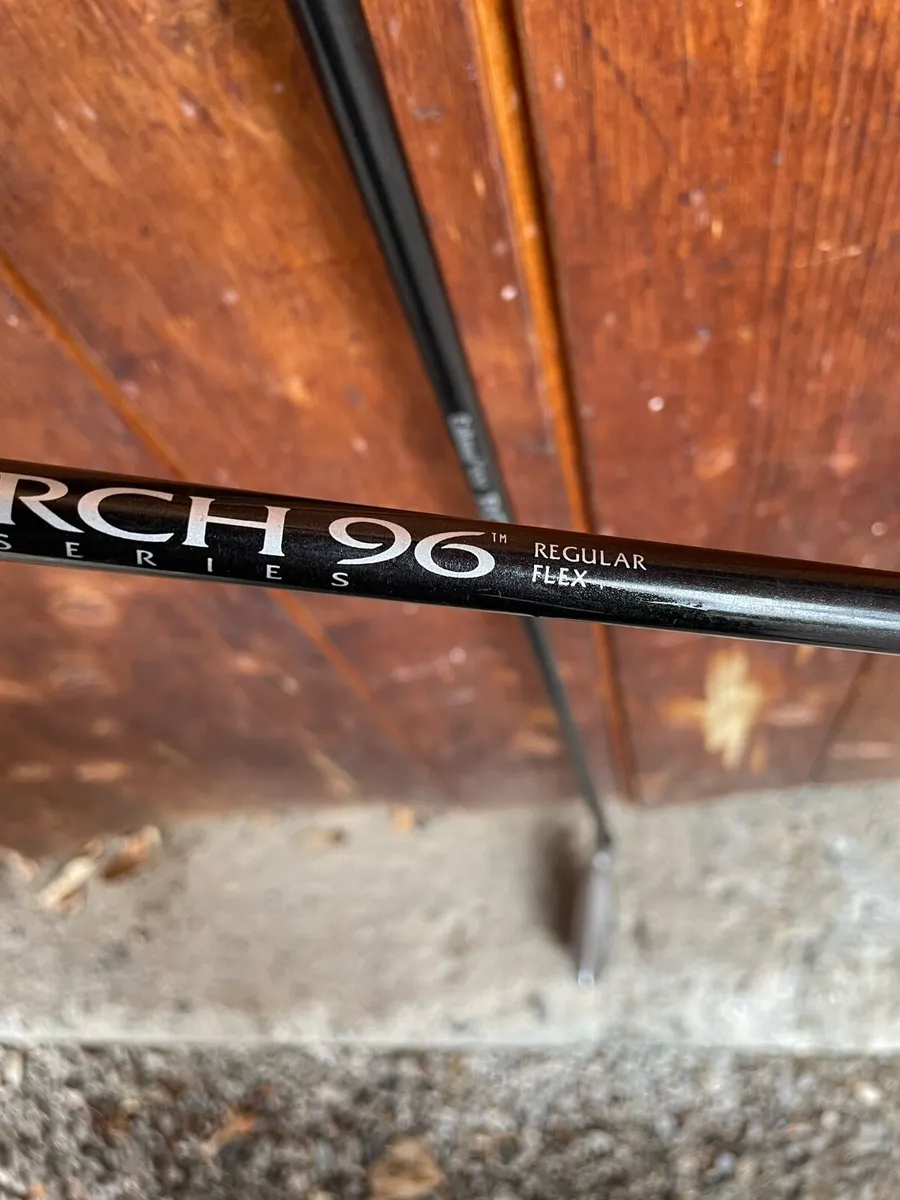 RCH 96™
SERIES
REGULAR
FLEX